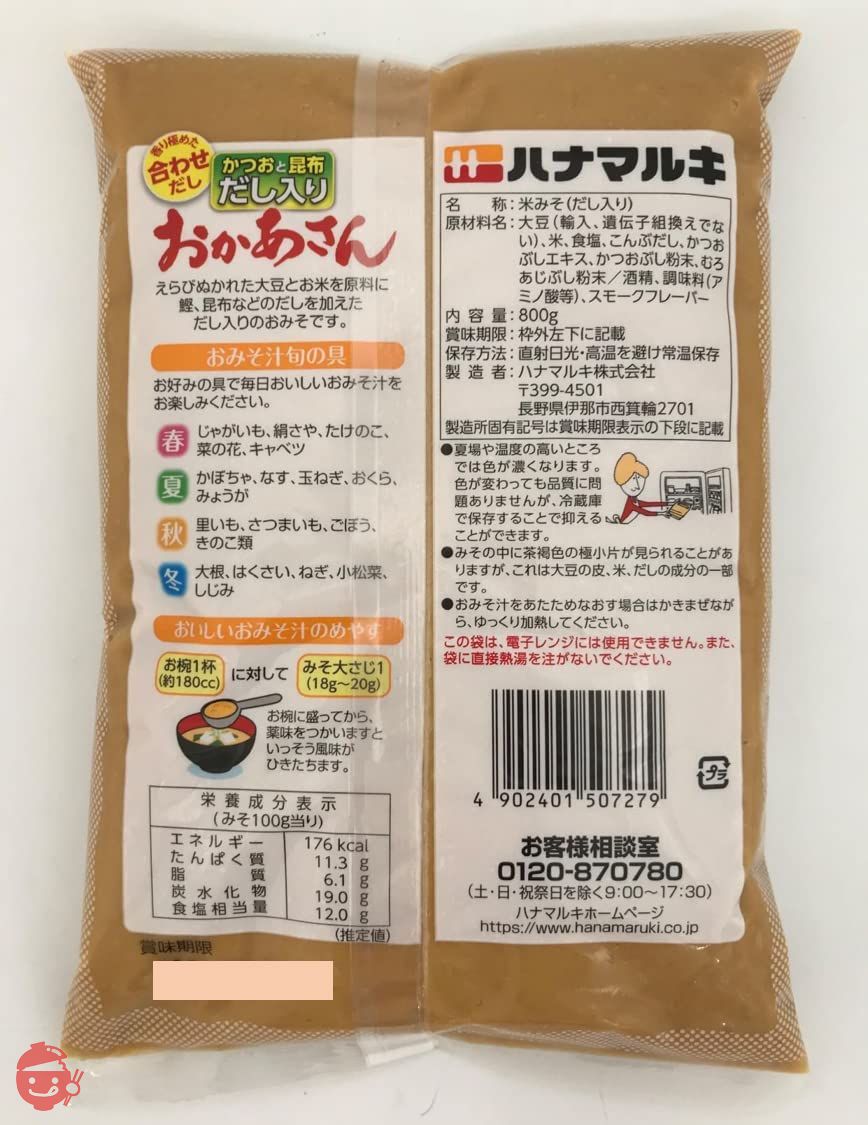 香り極めた
合わせ
だし
かつおと昆布
だし入り
おかあさん
えらびぬかれた大豆とお米を原料に
鰹、昆布などのだしを加えた
だし入りのおみそです。
おみそ汁旬の具
お好みの具で毎日おいしいおみそ汁を
お楽しみください。
春 じゃがいも、絹さや、たけのこ、
菜の花、キャベツ
夏 かぼちゃ、なす、玉ねぎ、おくら、
みょうが
秋 里いも、さつまいも、ごぼう、
きのこ類
冬 大根、はくさい、ねぎ、小松菜、
しじみ
おいしいおみそ汁のめやす
お椀1杯
(約180cc)
に対して
みそ大さじ1
(18g〜20g)
お椀に盛ってから、
薬味をつかいますと
いっそう風味が
ひきたちます。
栄養成分表示
(みそ100g当り)
エネルギー 176 kcal
たんぱく質 11.3 g
脂質 6.1 g
炭水化物 19.0 g
食塩相当量 12.0 g
(推定値)
賞味期限
ハナマルキ
名称:米みそ(だし入り)
原材料名:大豆(輸入、遺伝子組換えでな
い)、米、食塩、こんぶだし、かつお
ぶしエキス、かつおぶし粉末、むろ
あじぶし粉末/酒精、調味料(ア
ミノ酸等)、スモークフレーバー
内容量:800g
賞味期限:枠外左下に記載
保存方法:直射日光・高温を避け常温保存
製造者:ハナマルキ株式会社
〒399-4501
長野県伊那市西箕輪2701
製造所固有記号は賞味期限表示の下段に記載
●夏場や温度の高いところ
では色が濃くなります。
色が変わっても品質に問
題ありませんが、冷蔵庫
で保存することで抑える
ことができます。
●みその中に茶褐色の極小片が見られることがあ
りますが、これは大豆の皮、米、だしの成分の一部
です。
●おみそ汁をあたためなおす場合はかきまぜなが
ら、ゆっくり加熱してください。
この袋は、電子レンジには使用できません。また、
袋に直接熱湯を注がないでください。
4 902401 507279
プラ
お客様相談室
0120-870780
(土・日・祝祭日を除く9:00〜17:30)
ハナマルキホームページ
https://www.hanamaruki.co.jp